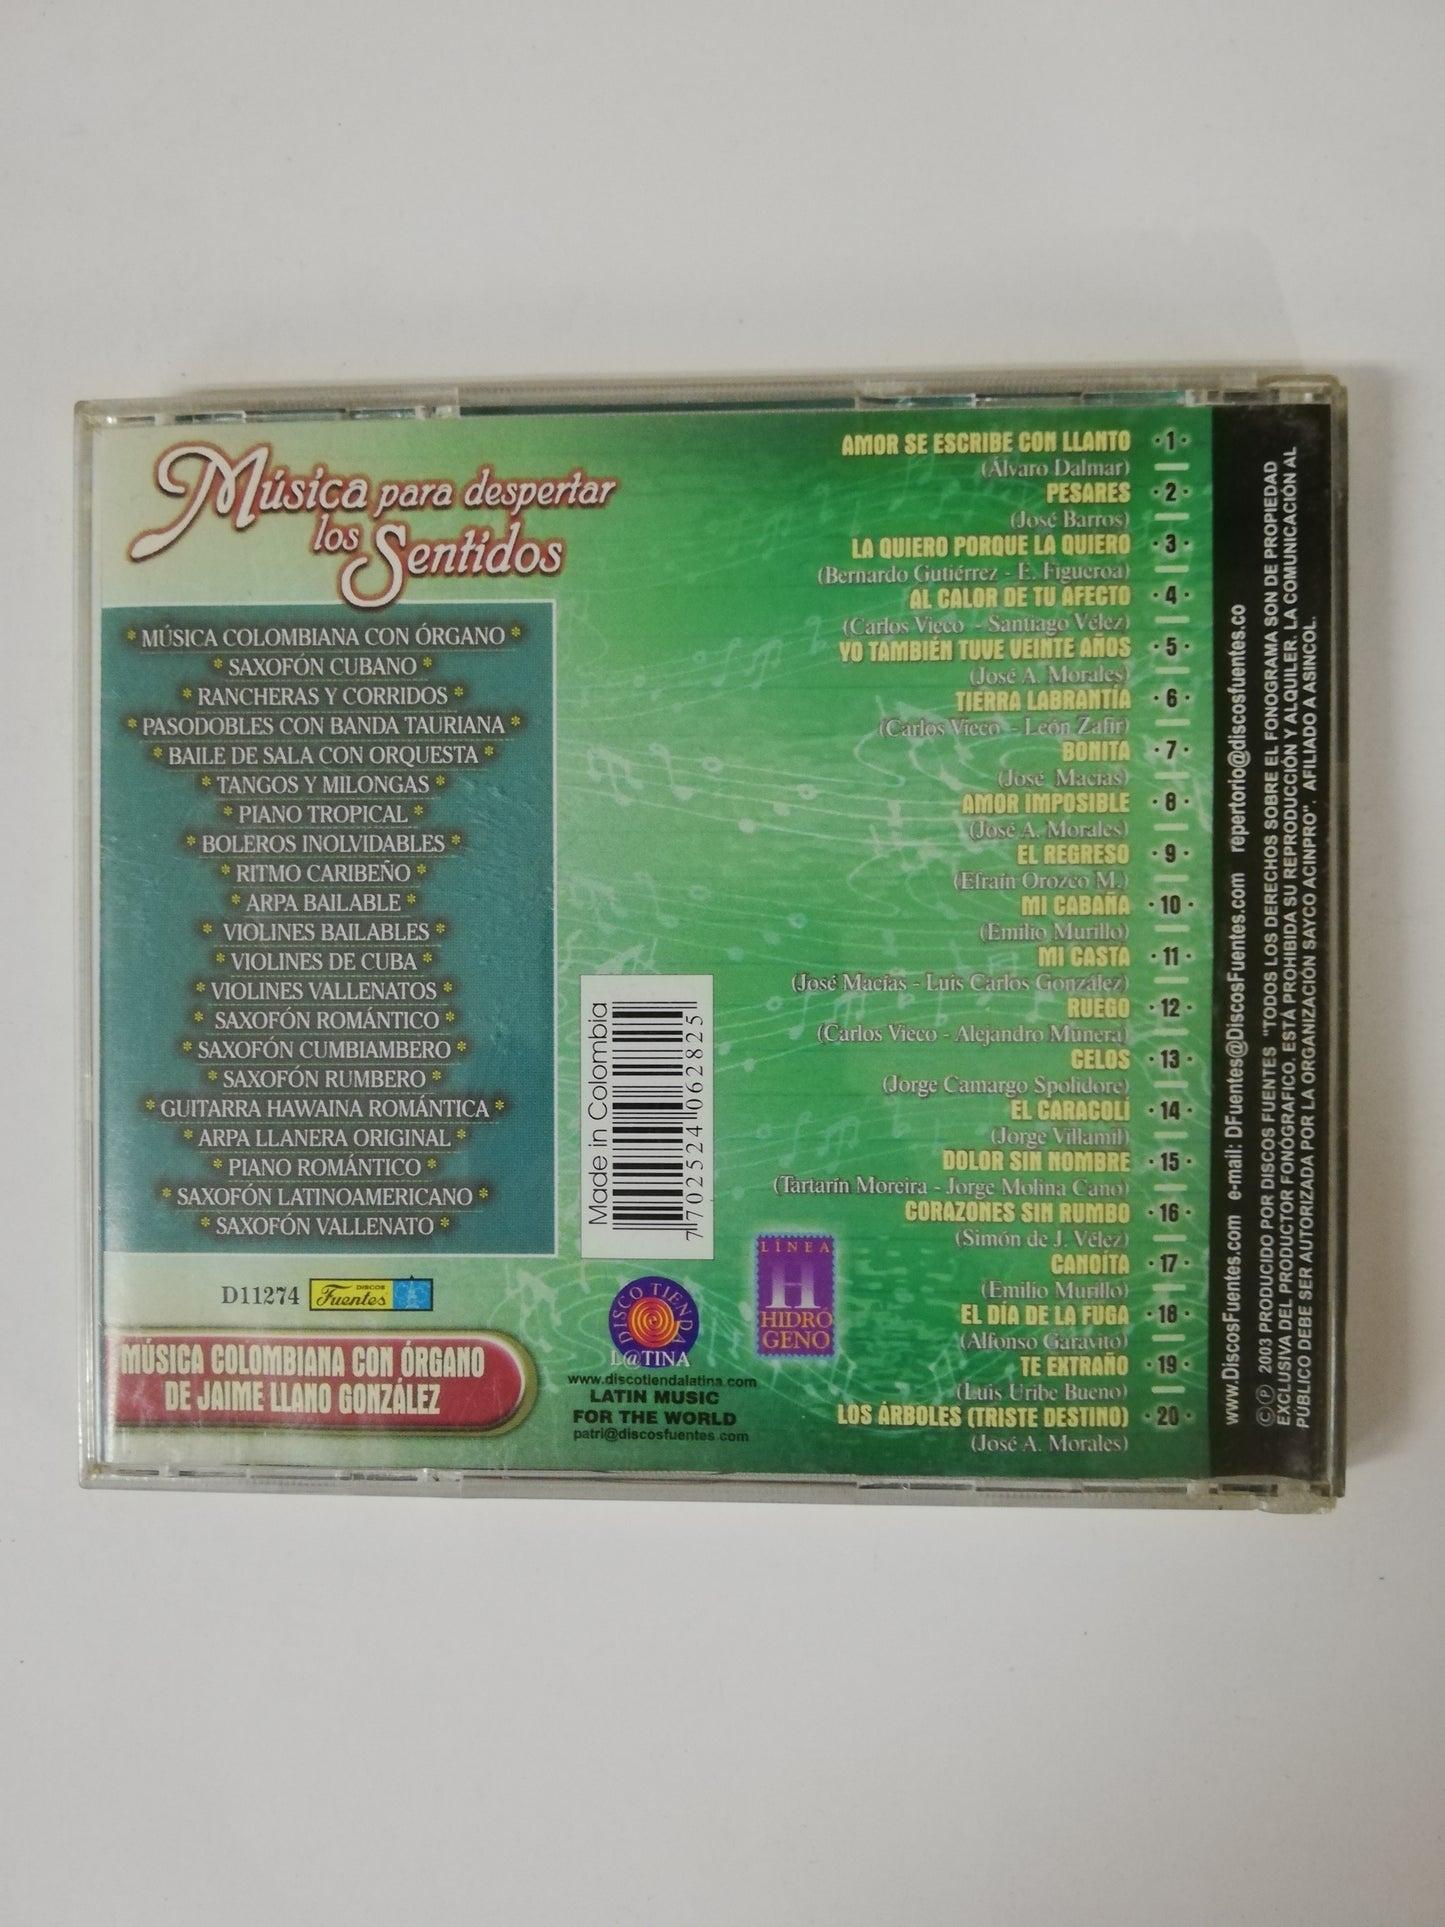 Música para despertar
los Sentidos
* MÚSICA COLOMBIANA CON ÓRGANO *
* SAXOFÓN CUBANO *
* RANCHERAS Y CORRIDOS *
* PASODOBLES CON BANDA TAURIANA *
* BAILE DE SALA CON ORQUESTA *
* TANGOS Y MILONGAS *
* PIANO TROPICAL *
* BOLEROS INOLVIDABLES *
* RITMO CARIBEÑO *
* ARPA BAILABLE *
* VIOLINES BAILABLES *
* VIOLINES DE CUBA *
* VIOLINES VALLENATOS *
* SAXOFÓN ROMÁNTICO *
* SAXOFÓN CUMBIAMBERO *
* SAXOFÓN RUMBERO *
* GUITARRA HAWAINA ROMÁNTICA *
* ARPA LLANERA ORIGINAL *
* PIANO ROMÁNTICO *
* SAXOFÓN LATINOAMERICANO *
* SAXOFÓN VALLENATO *
D11274
DISCOS
Fuentes
MÚSICA COLOMBIANA CON ÓRGANO
DE JAIME LLANO GONZÁLEZ
Made in Colombia
7 702524 062825
DISCO TIENDA
L@TINA
www.discotiendalatina.com
LATIN MUSIC
FOR THE WORLD
patri@discosfuentes.com
LÍNEA
H
HIDRÓ
GENO
AMOR SE ESCRIBE CON LLANTO ·1·
(Álvaro Dalmar)
PESARES ·2·
(José Barros)
LA QUIERO PORQUE LA QUIERO ·3·
(Bernardo Gutiérrez - E. Figueroa)
AL CALOR DE TU AFECTO ·4·
(Carlos Vieco - Santiago Vélez)
YO TAMBIÉN TUVE VEINTE AÑOS ·5·
(José A. Morales)
TIERRA LABRANTÍA ·6·
(Carlos Vieco - León Zafir)
BONITA ·7·
(José Macías)
AMOR IMPOSIBLE ·8·
(José A. Morales)
EL REGRESO ·9·
(Efraín Orozco M.)
MI CABAÑA ·10·
(Emilio Murillo)
MI CASTA ·11·
(José Macías - Luis Carlos González)
RUEGO ·12·
(Carlos Vieco - Alejandro Múnera)
CELOS ·13·
(Jorge Camargo Spolidore)
EL CARACOLÍ ·14·
(Jorge Villamil)
DOLOR SIN NOMBRE ·15·
(Tartarín Moreira - Jorge Molina Cano)
CORAZONES SIN RUMBO ·16·
(Simón de J. Vélez)
CANOÍTA ·17·
(Emilio Murillo)
EL DÍA DE LA FUGA ·18·
(Alfonso Garavito)
TE EXTRAÑO ·19·
(Luis Uribe Bueno)
LOS ÁRBOLES (TRISTE DESTINO) ·20·
(José A. Morales)
www.DiscosFuentes.com e-mail: DFuentes@DiscosFuentes.com repertorio@discosfuentes.co
©℗ 2003 PRODUCIDO POR DISCOS FUENTES "TODOS LOS DERECHOS SOBRE EL FONOGRAMA SON DE PROPIEDAD
EXCLUSIVA DEL PRODUCTOR FONÓGRAFICO. ESTÁ PROHIBIDA SU REPRODUCCIÓN Y ALQUILER. LA COMUNICACIÓN AL
PÚBLICO DEBE SER AUTORIZADA POR LA ORGANIZACIÓN SAYCO ACINPRO". AFILIADO A ASINCOL.